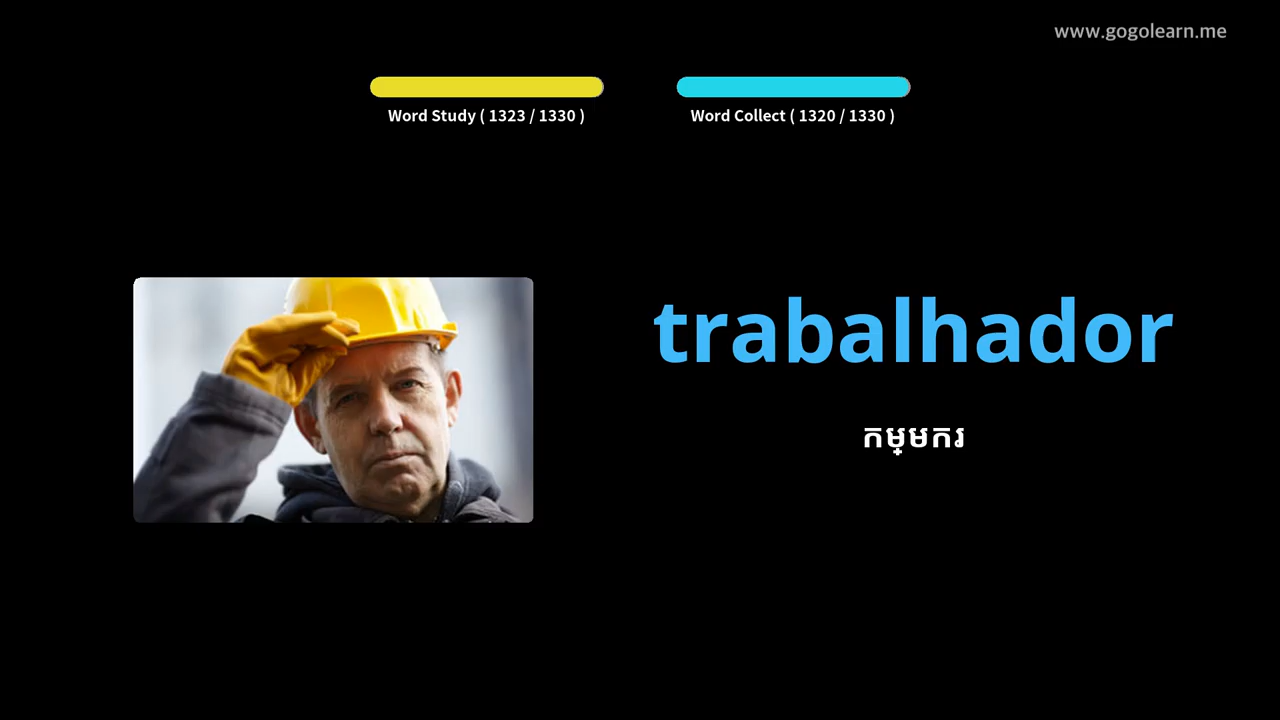 www.gogolearn.me
Word Study ( 1323 / 1330 )
Word Collect ( 1320 / 1330 )
trabalhador
កម្មករ